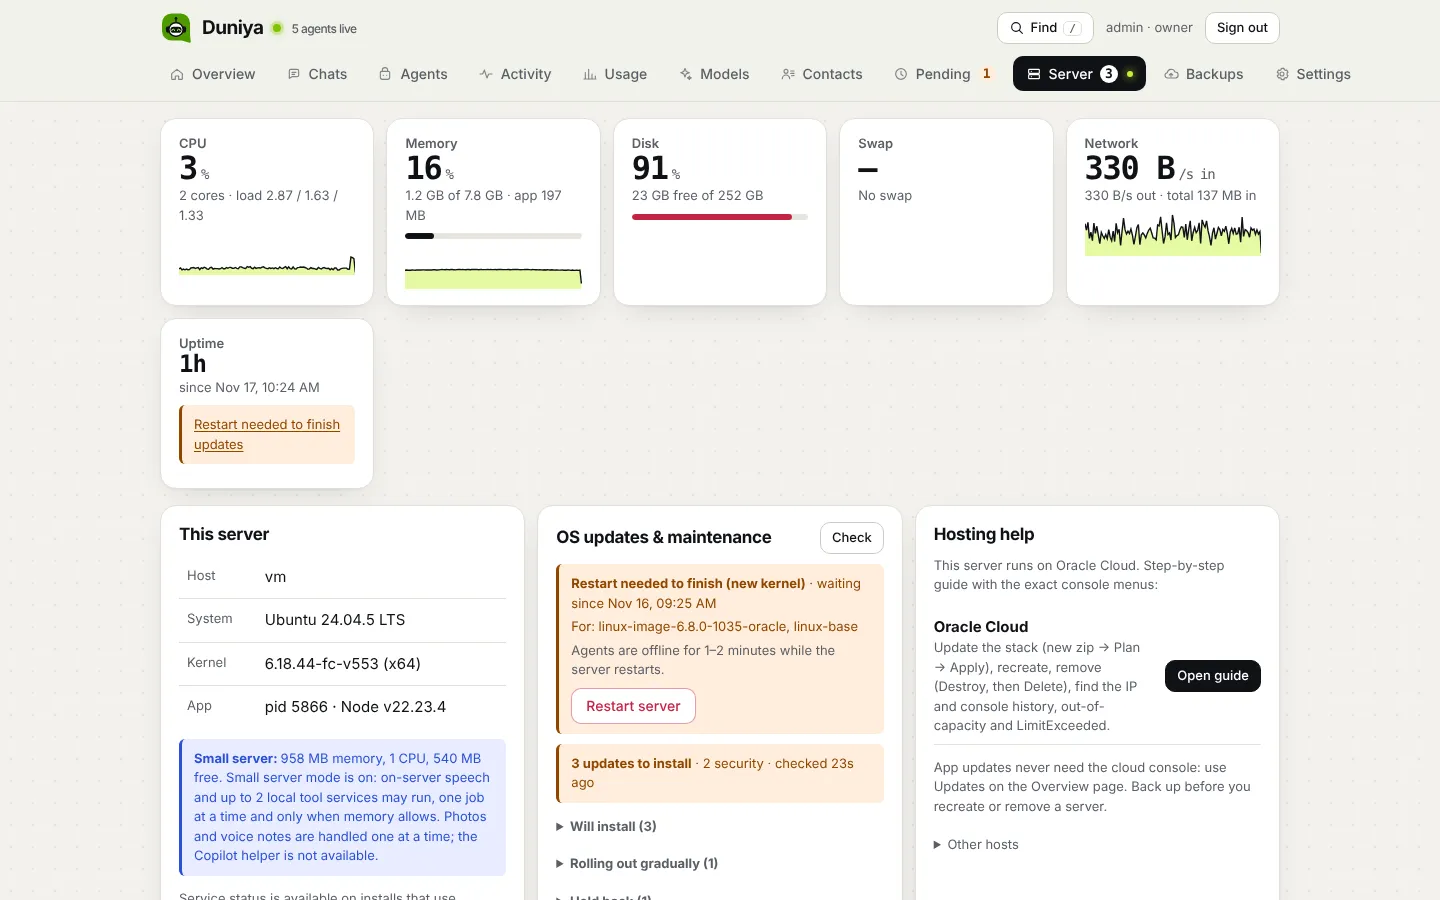 Duniya
5 agents live
Find /
admin · owner
Sign out
Overview
Chats
Agents
Activity
Usage
Models
Contacts
Pending 1
Server 3
Backups
Settings
CPU
3 %
2 cores · load 2.87 / 1.63 /
1.33
Memory
16 %
1.2 GB of 7.8 GB · app 197
MB
Disk
91 %
23 GB free of 252 GB
Swap
—
No swap
Network
330 B /s in
330 B/s out · total 137 MB in
Uptime
1h
since Nov 17, 10:24 AM
Restart needed to finish
updates
This server
Host vm
System Ubuntu 24.04.5 LTS
Kernel 6.18.44-fc-v553 (x64)
App pid 5866 · Node v22.23.4
Small server: 958 MB memory, 1 CPU, 540 MB
free. Small server mode is on: on-server speech
and up to 2 local tool services may run, one job
at a time and only when memory allows. Photos
and voice notes are handled one at a time; the
Copilot helper is not available.
Service status is available on installs that use
OS updates & maintenance
Check
Restart needed to finish (new kernel) · waiting
since Nov 16, 09:25 AM
For: linux-image-6.8.0-1035-oracle, linux-base
Agents are offline for 1–2 minutes while the
server restarts.
Restart server
3 updates to install · 2 security · checked 23s
ago
Will install (3)
Rolling out gradually (1)
Held back (1)
Hosting help
This server runs on Oracle Cloud. Step-by-step
guide with the exact console menus:
Oracle Cloud
Update the stack (new zip → Plan
→ Apply), recreate, remove
(Destroy, then Delete), find the IP
and console history, out-of-
capacity and LimitExceeded.
Open guide
App updates never need the cloud console: use
Updates on the Overview page. Back up before you
recreate or remove a server.
Other hosts